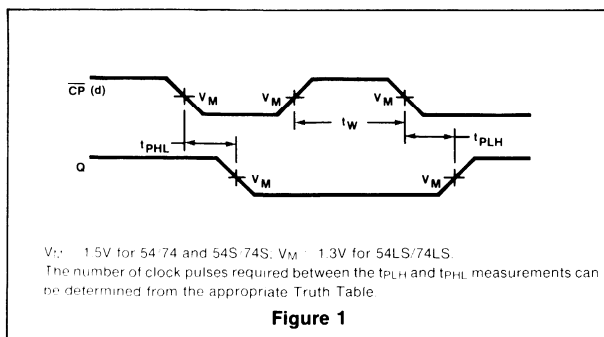 CP (d)
VM
VM
VM
tW
tPHL
tPLH
Q
VM
VM
1.5V for 54/74 and 54S/74S; VM 1.3V for 54LS/74LS.
The number of clock pulses required between the tPLH and tPHL measurements can
be determined from the appropriate Truth Table.
Figure 1